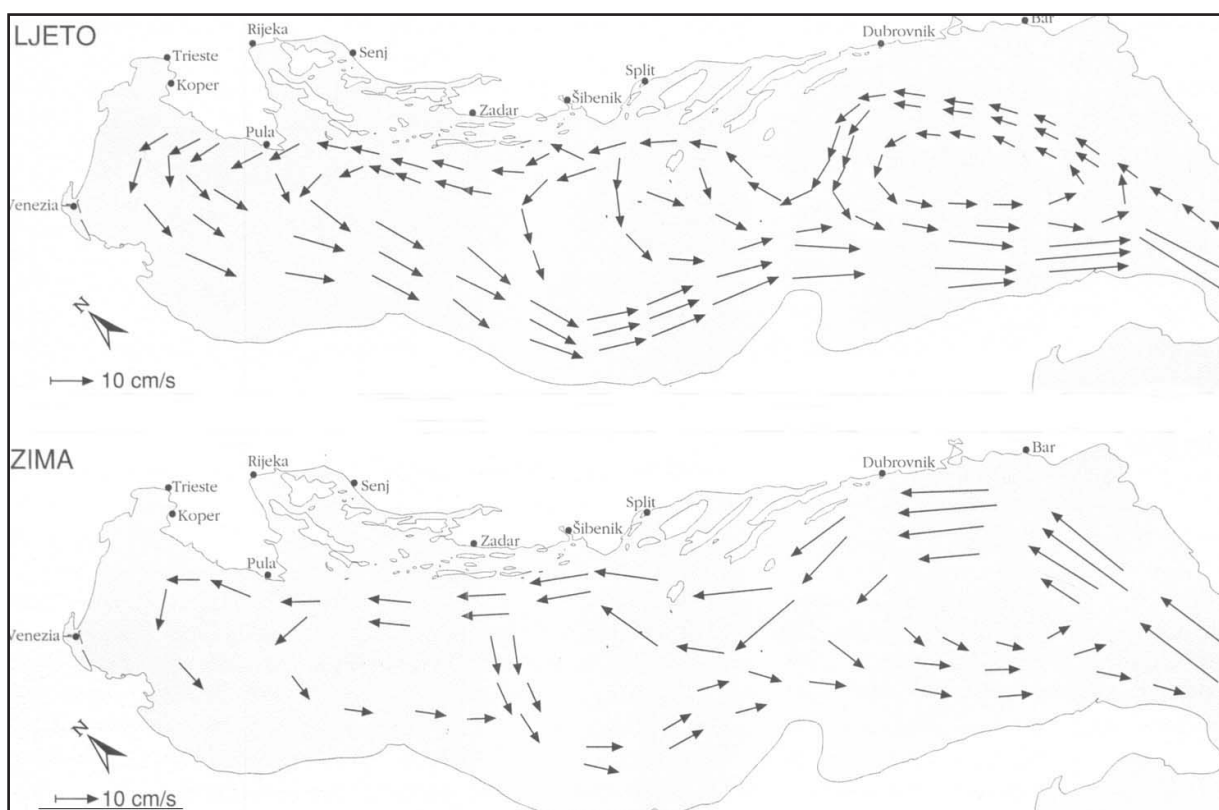 LJETO
Rijeka
Trieste
Senj
Koper
Dubrovnik
Bar
Split
Zadar
Šibenik
Pula
Venezia
N
10 cm/s
ZIMA
Rijeka
Trieste
Senj
Koper
Dubrovnik
Bar
Split
Zadar
Šibenik
Pula
Venezia
N
10 cm/s